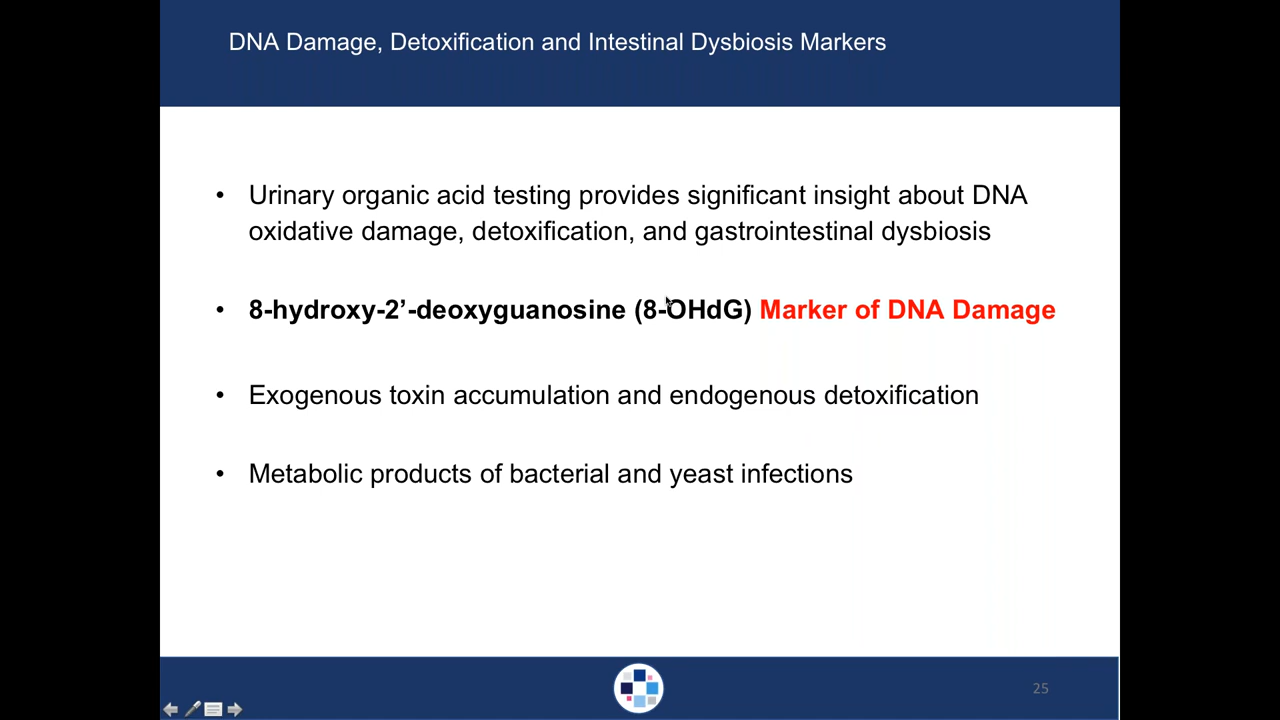 DNA Damage, Detoxification and Intestinal Dysbiosis Markers
• Urinary organic acid testing provides significant insight about DNA
oxidative damage, detoxification, and gastrointestinal dysbiosis
• 8-hydroxy-2’-deoxyguanosine (8-OHdG) Marker of DNA Damage
• Exogenous toxin accumulation and endogenous detoxification
• Metabolic products of bacterial and yeast infections
25